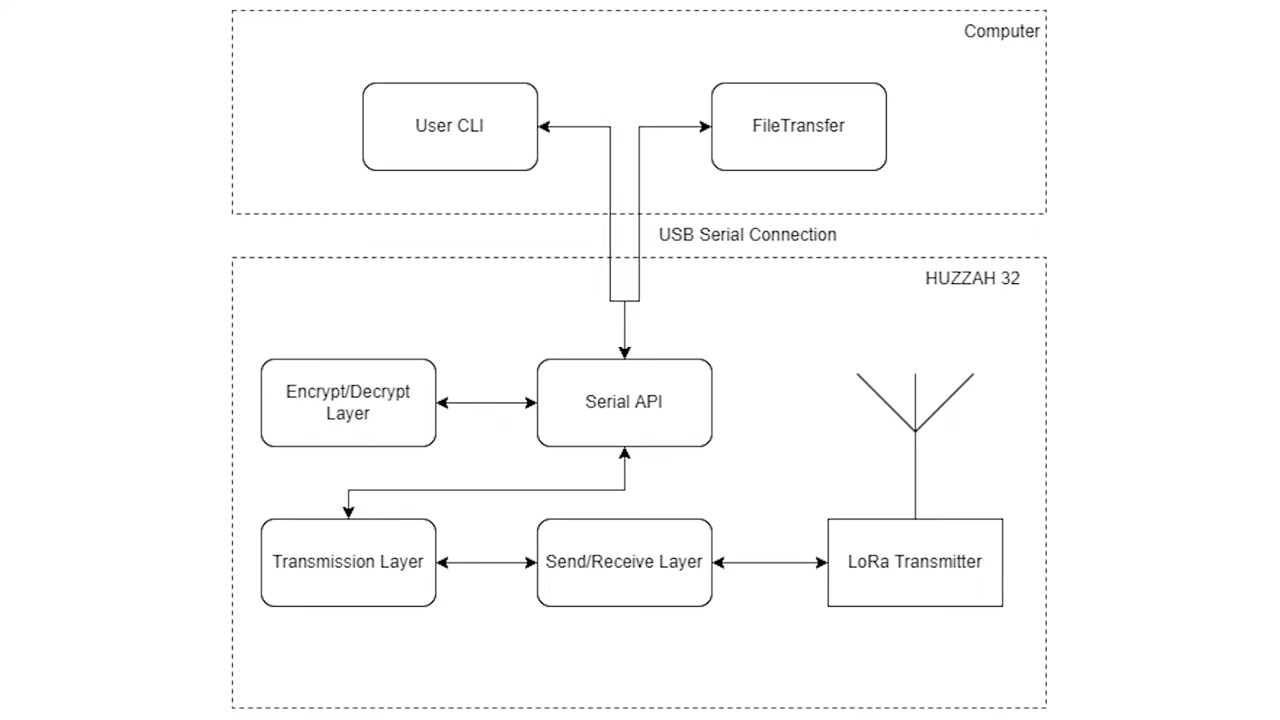 Computer
User CLI
FileTransfer
USB Serial Connection
HUZZAH 32
Encrypt/Decrypt
Layer
Serial API
Transmission Layer
Send/Receive Layer
LoRa Transmitter